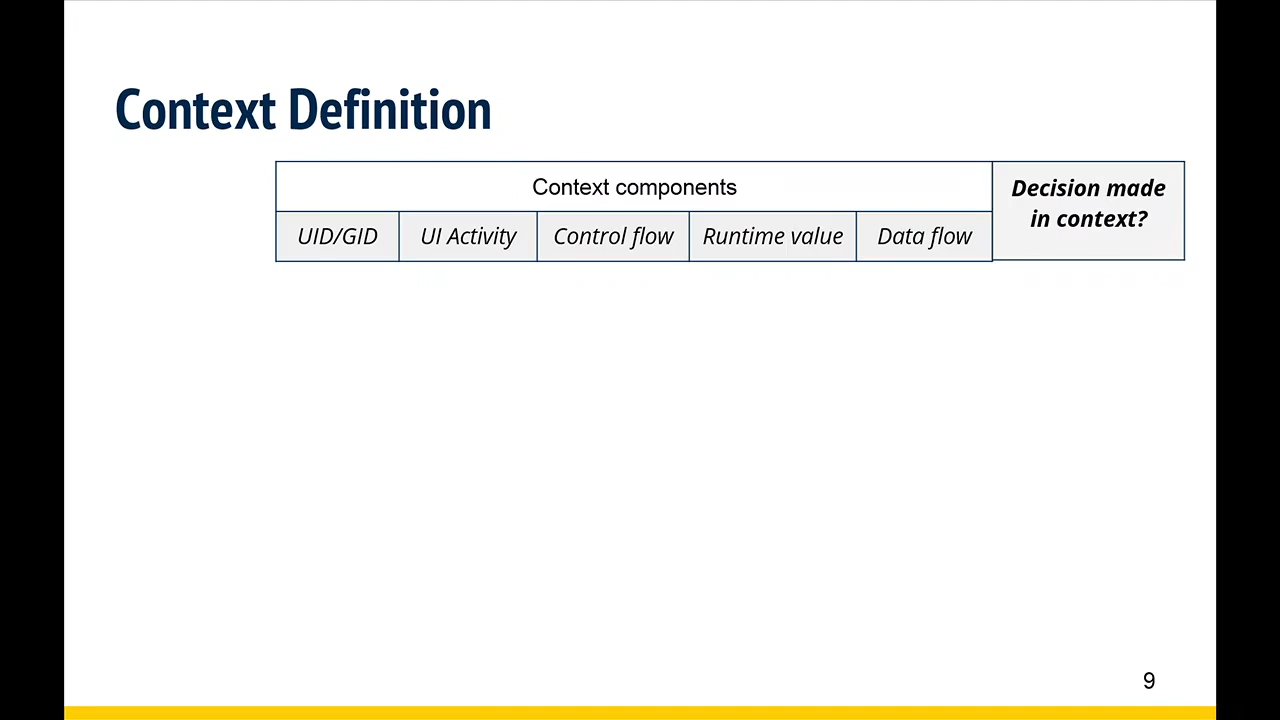 Context Definition
Context components
Decision made
in context?
UID/GID
UI Activity
Control flow
Runtime value
Data flow
9